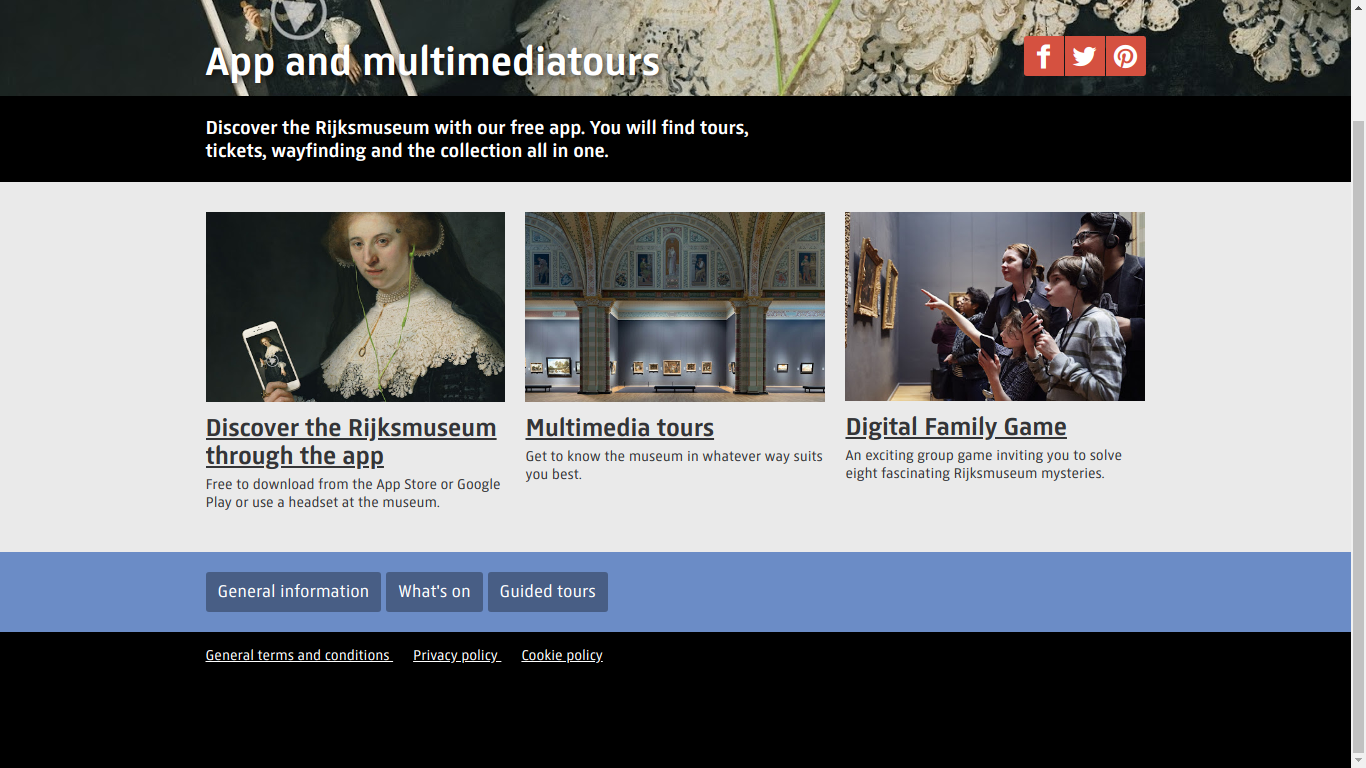 App and multimediatours
Discover the Rijksmuseum with our free app. You will find tours,
tickets, wayfinding and the collection all in one.
Discover the Rijksmuseum
through the app
Free to download from the App Store or Google
Play or use a headset at the museum.
Multimedia tours
Get to know the museum in whatever way suits
you best.
Digital Family Game
An exciting group game inviting you to solve
eight fascinating Rijksmuseum mysteries.
General information
What's on
Guided tours
General terms and conditions
Privacy policy
Cookie policy